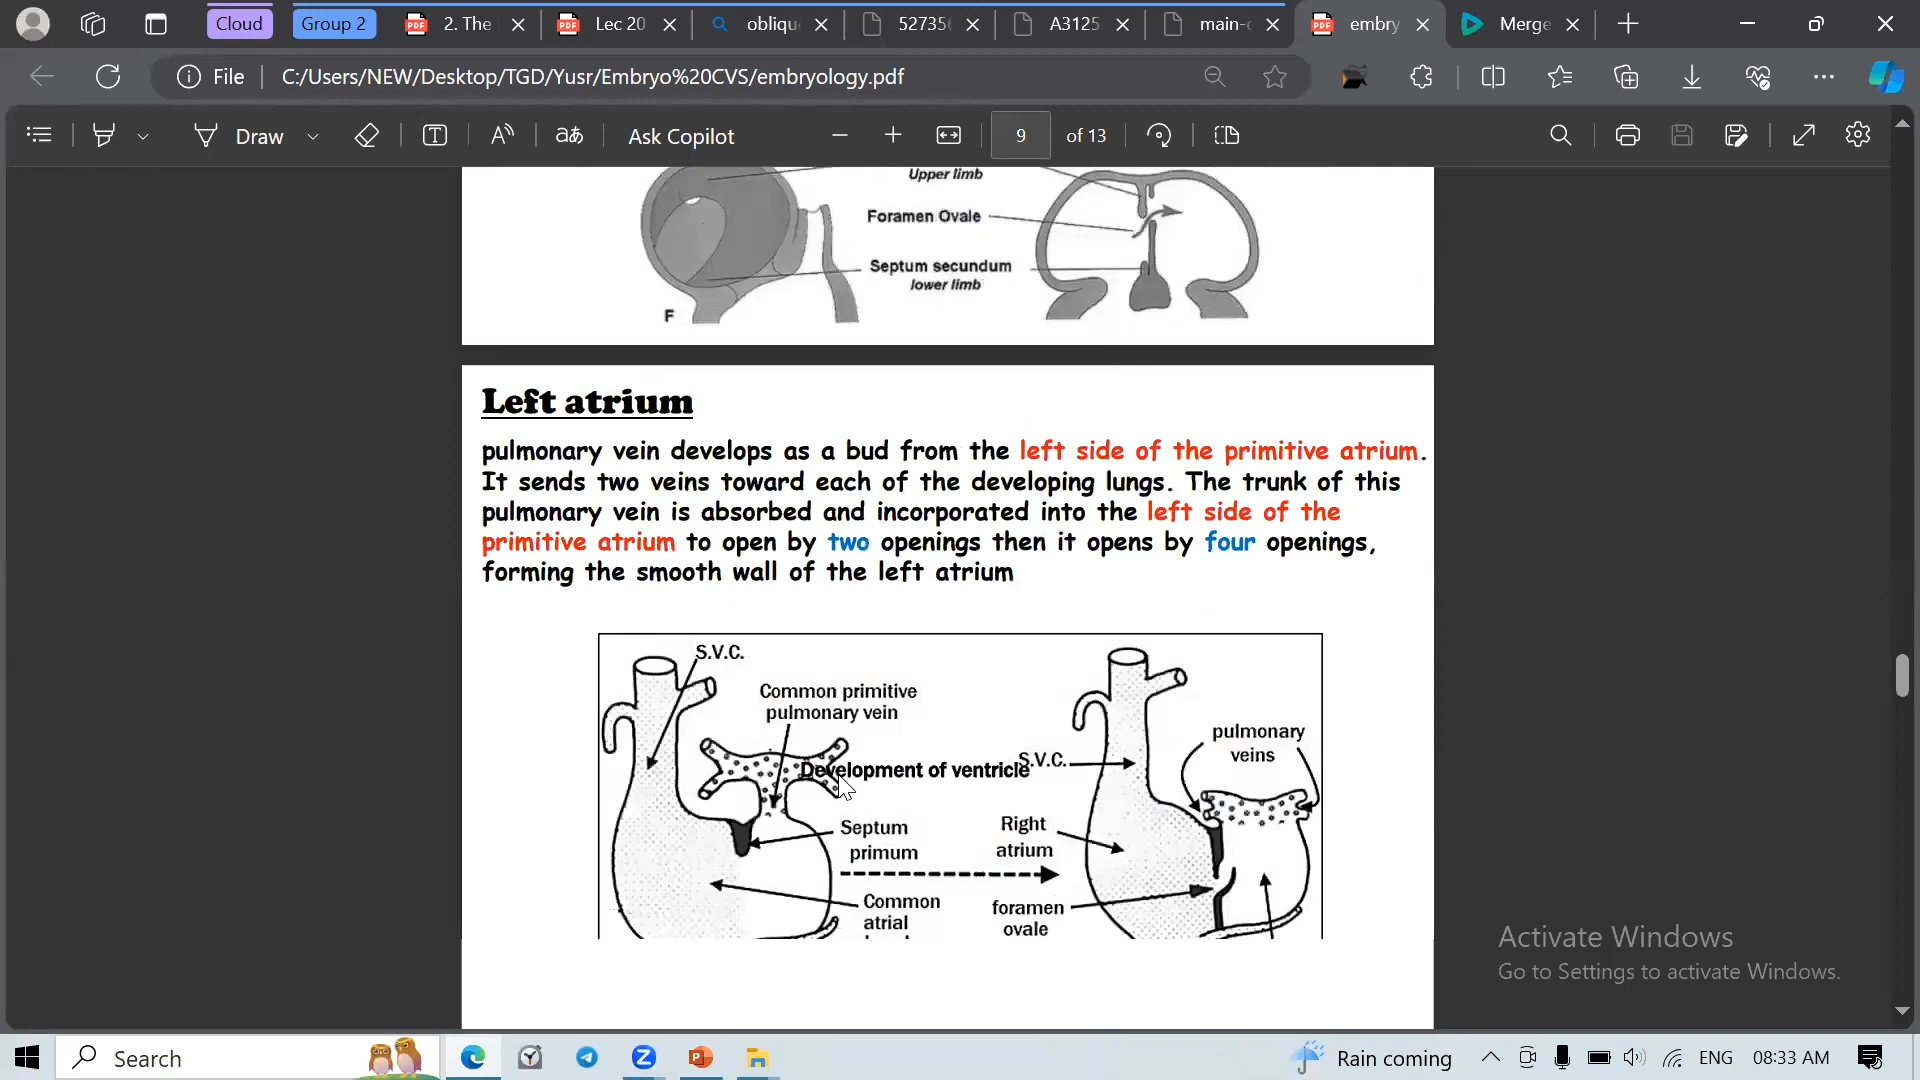 Cloud
Group 2
2. The
Lec 20
obliqu
52735
A3125
main-
embry
Merge
File
C:/Users/NEW/Desktop/TGD/Yusr/Embryo%20CVS/embryology.pdf
Draw
Ask Copilot
9
of 13
Upper limb
Foramen Ovale
Septum secundum
lower limb
F
Left atrium
pulmonary vein develops as a bud from the left side of the primitive atrium.
It sends two veins toward each of the developing lungs. The trunk of this
pulmonary vein is absorbed and incorporated into the left side of the
primitive atrium to open by two openings then it opens by four openings,
forming the smooth wall of the left atrium
S.V.C.
Common primitive
pulmonary vein
Development of ventricle
S.V.C.
pulmonary
veins
Septum
primum
Right
atrium
Common
atrial
foramen
ovale
Activate Windows
Go to Settings to activate Windows.
Search
Rain coming
ENG
08:33 AM